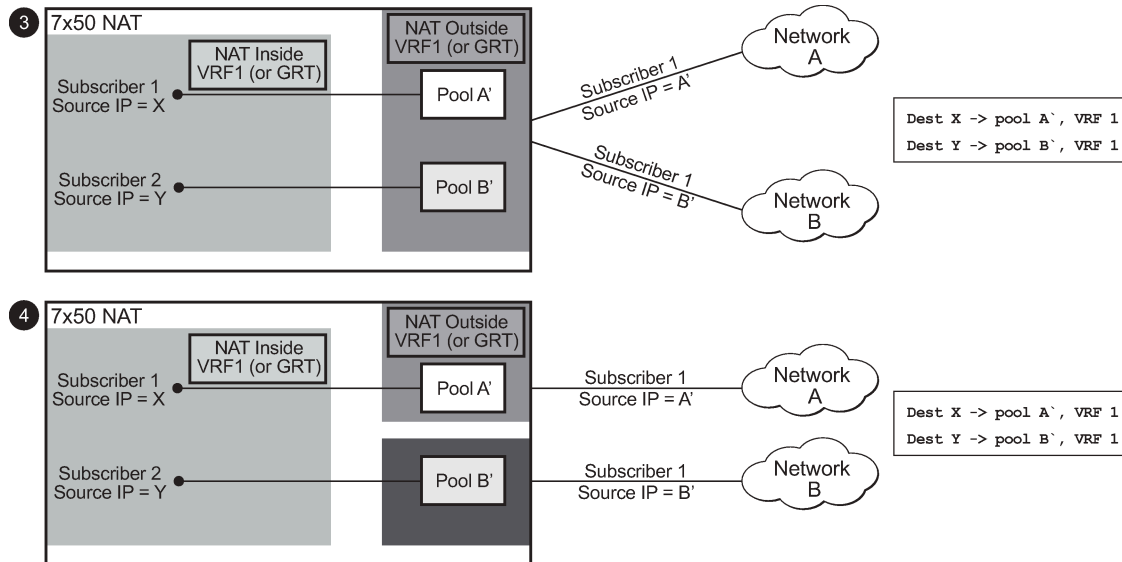 3
7x50 NAT
NAT Inside
VRF1 (or GRT)
NAT Outside
VRF1 (or GRT)
Subscriber 1
Source IP = X
Pool A’
Subscriber 2
Source IP = Y
Pool B’
Subscriber 1
Source IP = A’
Subscriber 1
Source IP = B’
Network
A
Network
B
Dest X -> pool A`, VRF 1
Dest Y -> pool B`, VRF 1
4
7x50 NAT
NAT Inside
VRF1 (or GRT)
NAT Outside
VRF1 (or GRT)
Subscriber 1
Source IP = X
Pool A’
Subscriber 1
Source IP = A’
Network
A
Subscriber 2
Source IP = Y
Pool B’
Subscriber 1
Source IP = B’
Network
B
Dest X -> pool A`, VRF 1
Dest Y -> pool B`, VRF 1